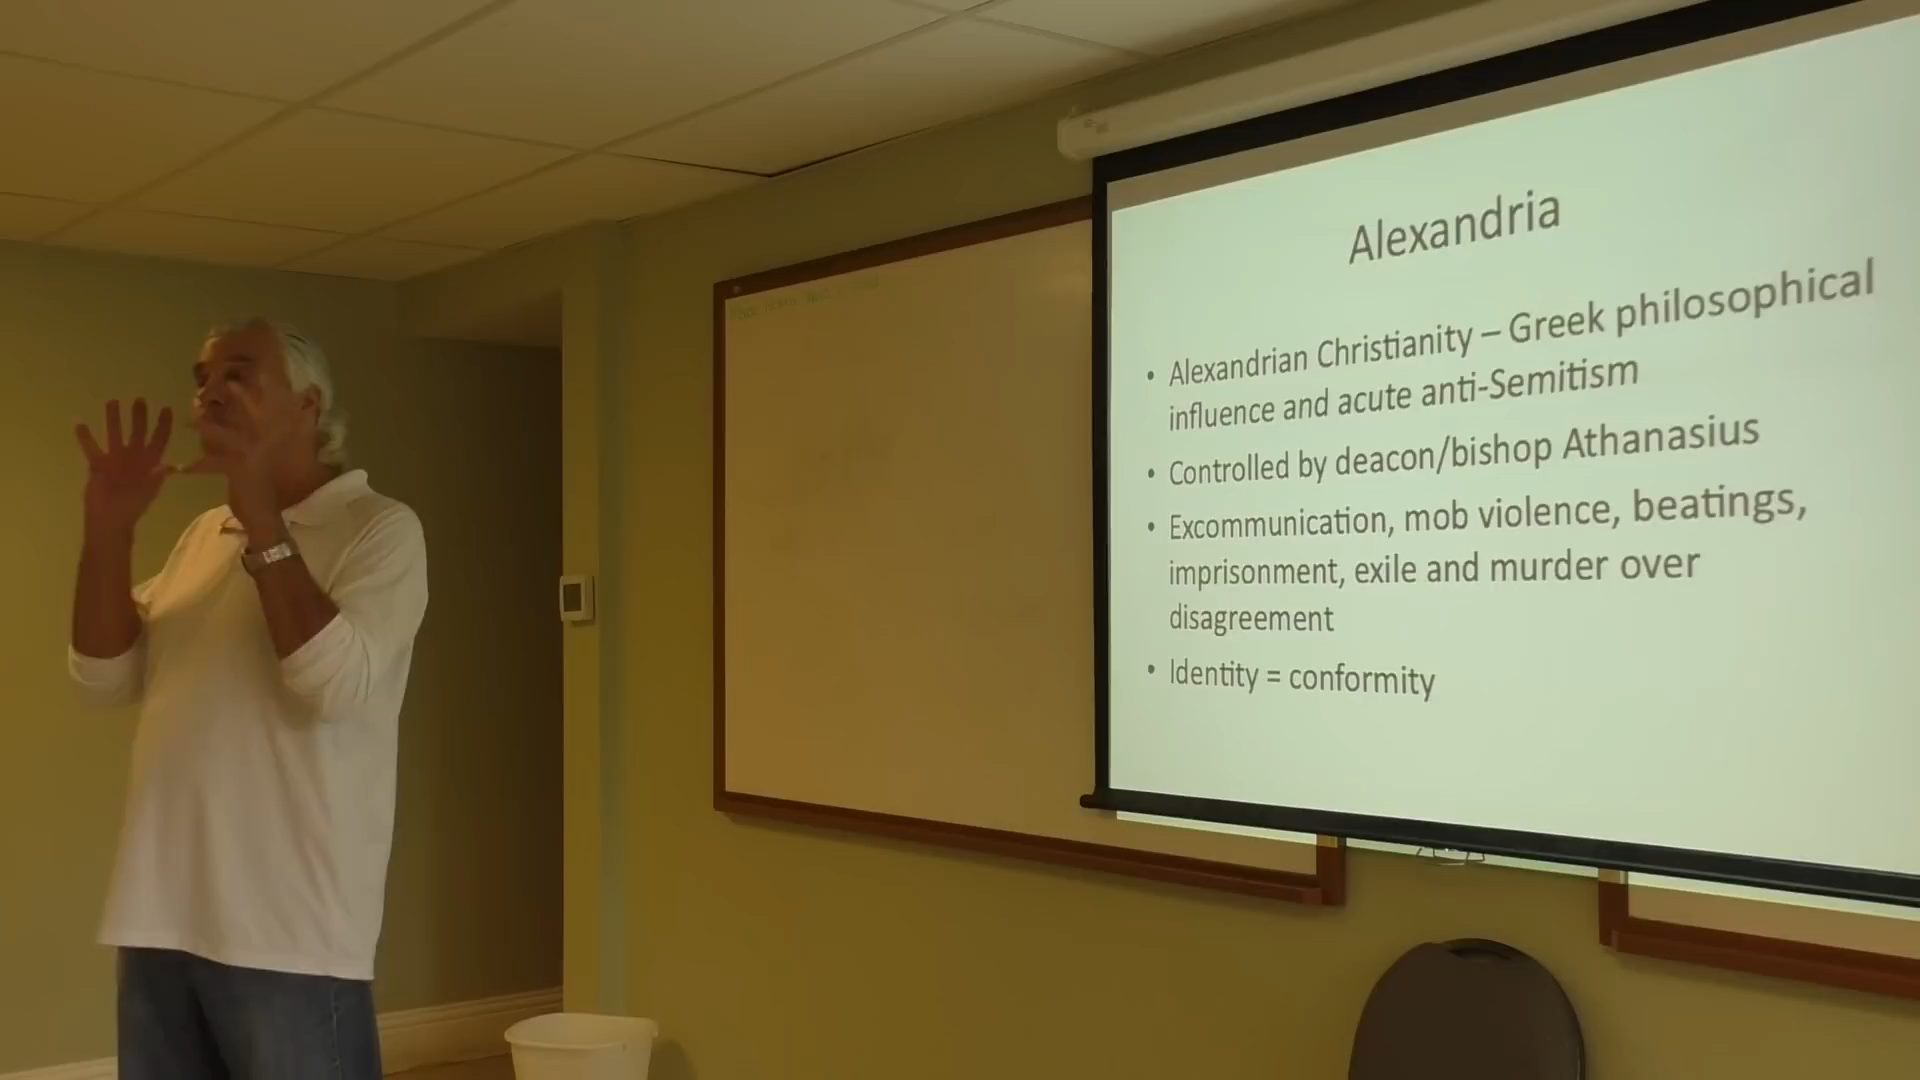 Alexandria
• Alexandrian Christianity – Greek philosophical
influence and acute anti-Semitism
• Controlled by deacon/bishop Athanasius
• Excommunication, mob violence, beatings,
imprisonment, exile and murder over
disagreement
• Identity = conformity